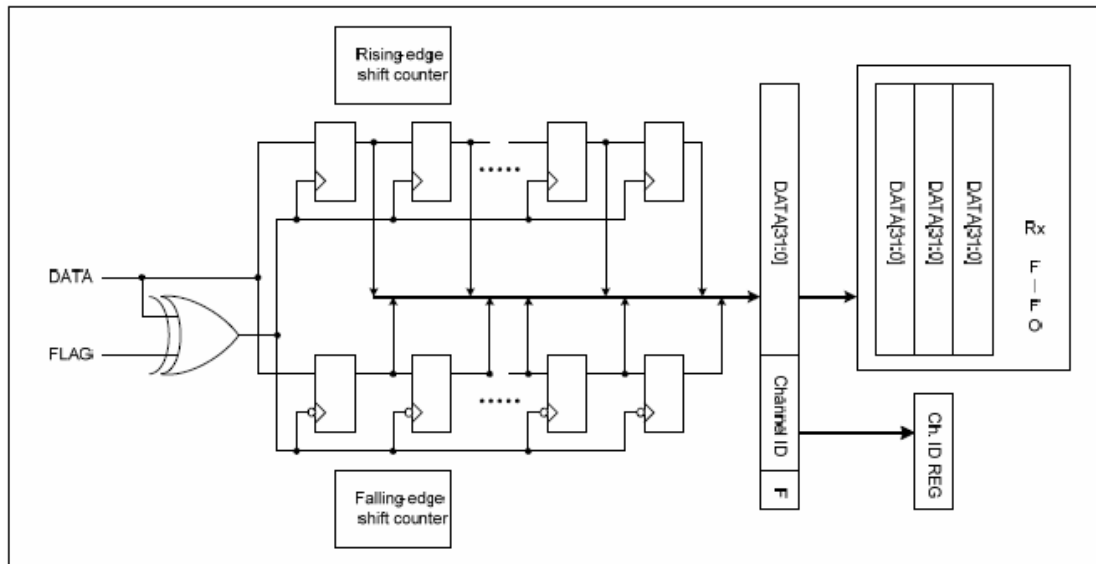 Rising-edge
shift counter
DATA
FLAG
.....
.....
Falling-edge
shift counter
DATA[31:0]
Channel ID
F
DATA[31:0]
DATA[31:0]
DATA[31:0]
Rx
F
I
F
O
Ch. ID REG